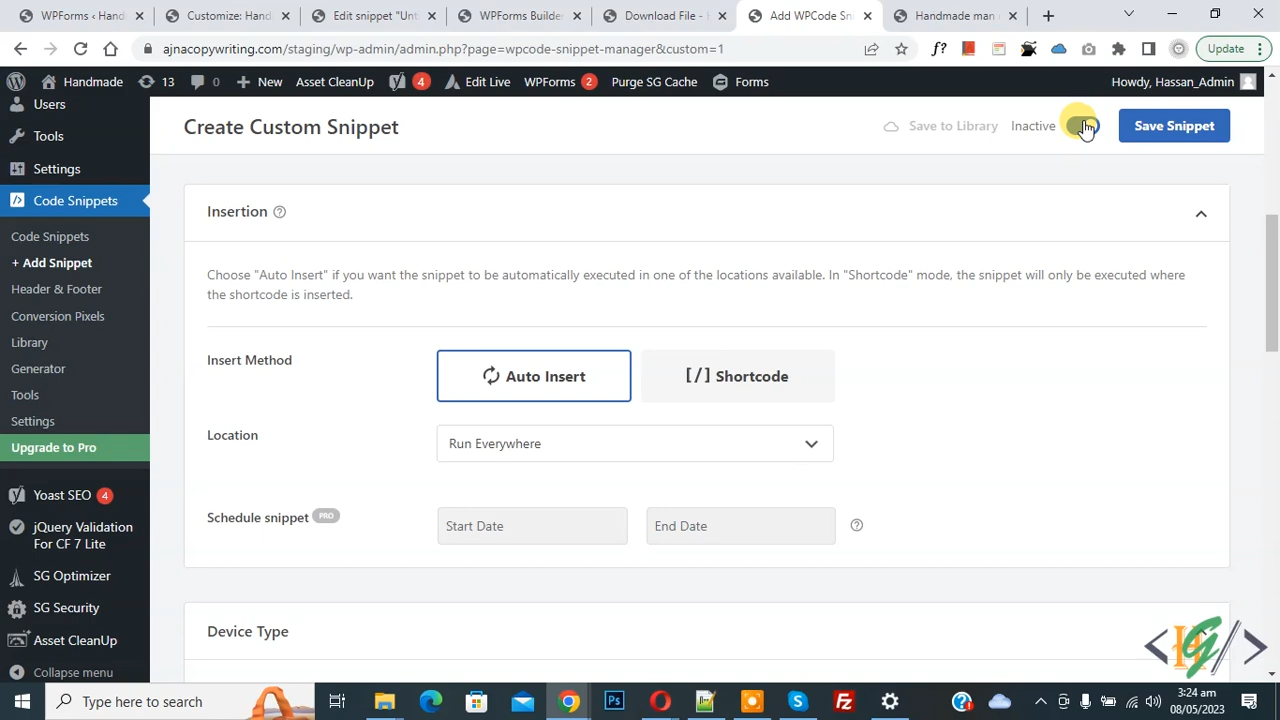 WPForms ‹ Hand
Customize: Hand
Edit snippet "Unt
WPForms Builder
Download File - H
Add WPCode Sn
Handmade man v
ajnacopywriting.com/staging/wp-admin/admin.php?page=wpcode-snippet-manager&custom=1
f?
Update
Handmade
13
0
New
Asset CleanUp
4
Edit Live
WPForms 2
Purge SG Cache
Forms
Howdy, Hassan_Admin
Users
Tools
Settings
Code Snippets
Code Snippets
+ Add Snippet
Header & Footer
Conversion Pixels
Library
Generator
Tools
Settings
Upgrade to Pro
Yoast SEO 4
jQuery Validation
For CF 7 Lite
SG Optimizer
SG Security
Asset CleanUp
Collapse menu
Create Custom Snippet
Save to Library
Inactive
Save Snippet
Insertion
Choose "Auto Insert" if you want the snippet to be automatically executed in one of the locations available. In "Shortcode" mode, the snippet will only be executed where
the shortcode is inserted.
Insert Method
Auto Insert
[/] Shortcode
Location
Run Everywhere
Schedule snippet PRO
Start Date
End Date
Device Type
Type here to search
3:24 am
08/05/2023